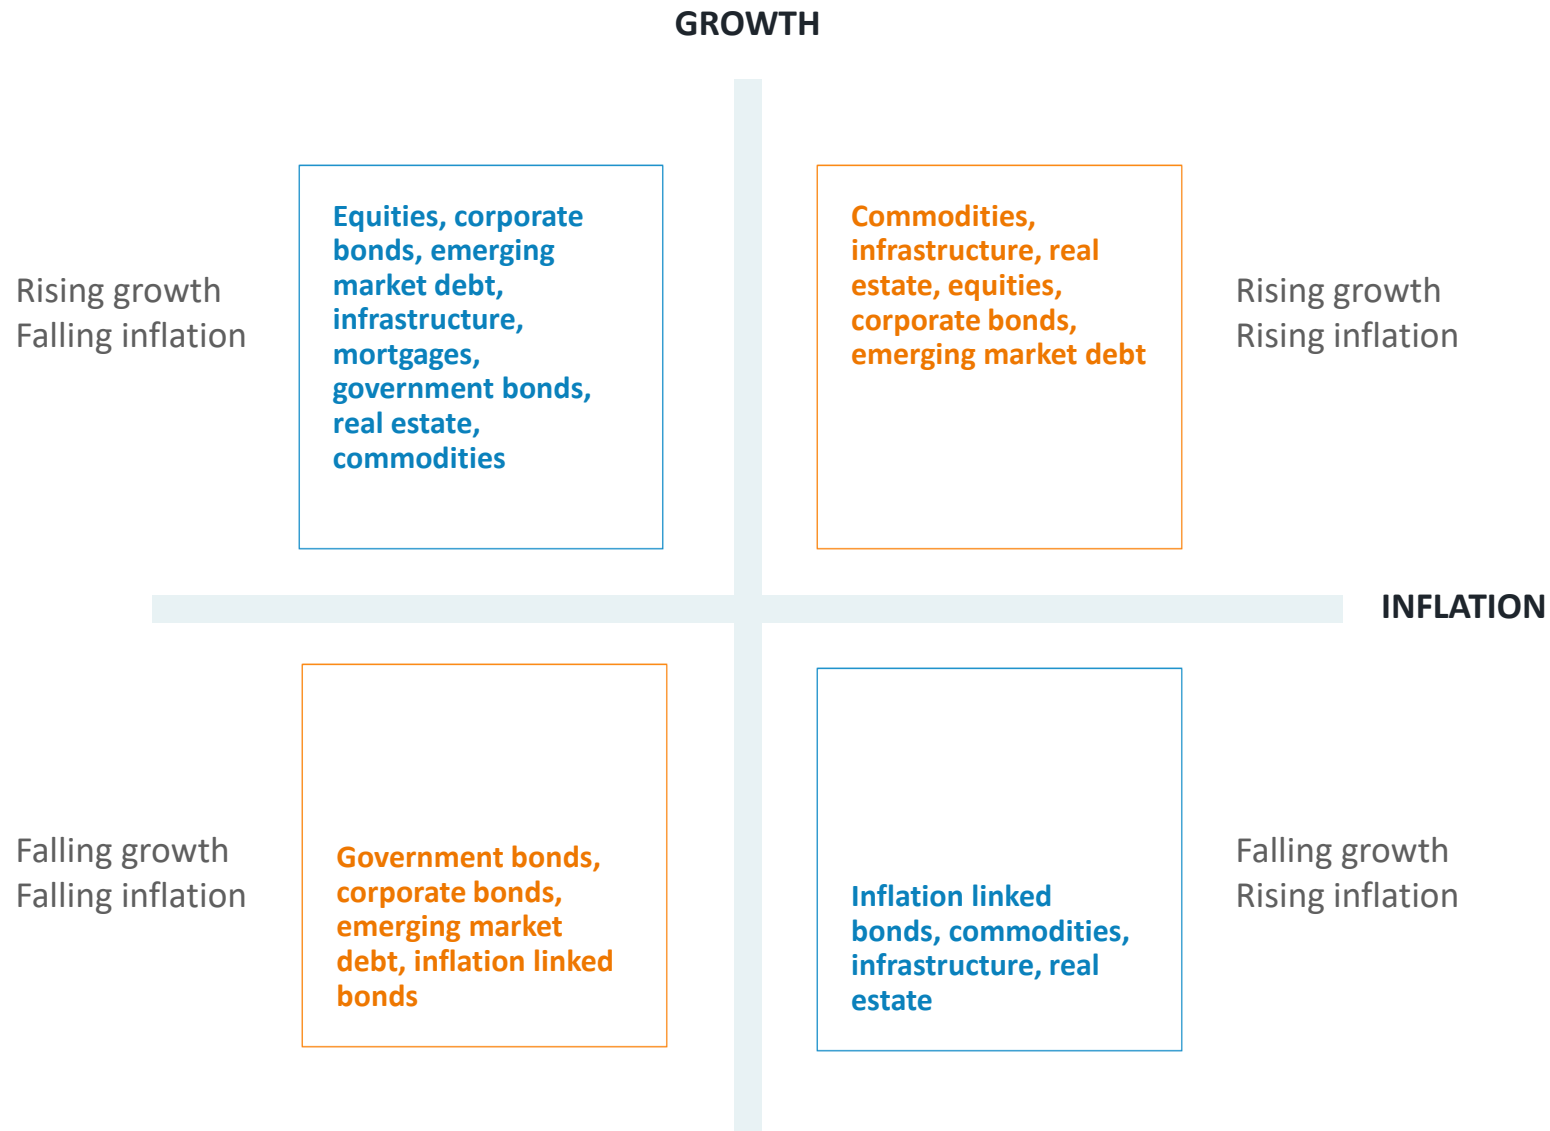 GROWTH
Rising growth
Falling inflation
Equities, corporate
bonds, emerging
market debt,
infrastructure,
mortgages,
government bonds,
real estate,
commodities
Commodities,
infrastructure, real
estate, equities,
corporate bonds,
emerging market debt
Rising growth
Rising inflation
INFLATION
Falling growth
Falling inflation
Government bonds,
corporate bonds,
emerging market
debt, inflation linked
bonds
Inflation linked
bonds, commodities,
infrastructure, real
estate
Falling growth
Rising inflation